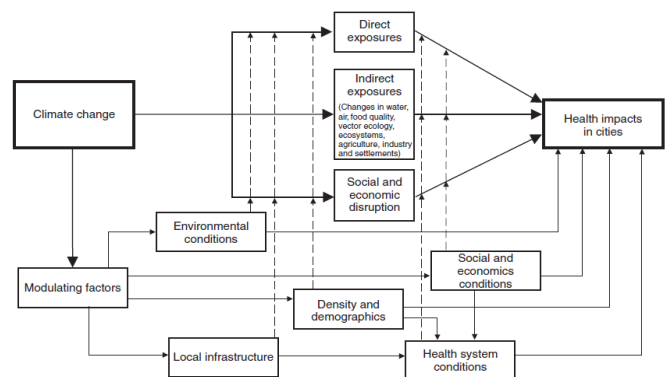 Direct
exposures
Indirect
exposures
(Changes in water,
air, food quality,
vector ecology,
ecosystems,
agriculture, industry
and settlements)
Climate change
Health impacts
in cities
Social and
economic
disruption
Environmental
conditions
Social and
economics
conditions
Modulating factors
Density and
demographics
Local infrastructure
Health system
conditions